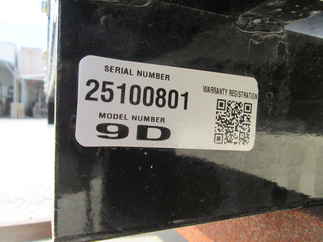 SERIAL NUMBER
25100801
WARRANTY REGISTRATION
MODEL NUMBER
9D